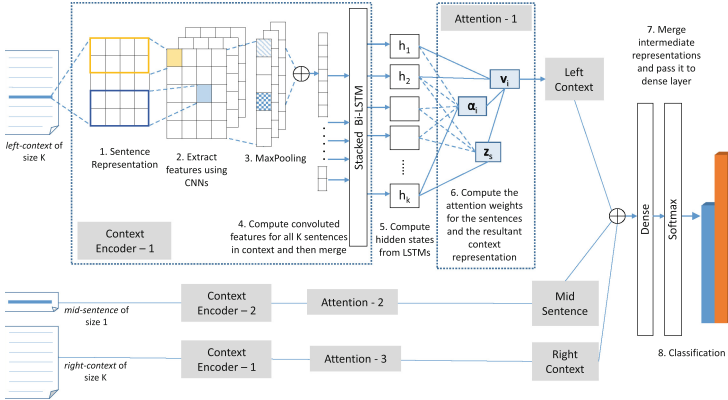 left-context of
size K
1. Sentence
Representation
2. Extract
features using
CNNs
3. MaxPooling
Context
Encoder – 1
4. Compute convoluted
features for all K sentences
in context and then merge
Stacked Bi-LSTM
h1
h2
hk
5. Compute
hidden states
from LSTMs
Attention - 1
vi
αi
zs
6. Compute the
attention weights
for the sentences
and the resultant
context
representation
Left
Context
7. Merge
intermediate
representations
and pass it to
dense layer
Dense
Softmax
8. Classification
mid-sentence of
size 1
Context
Encoder – 2
Attention - 2
Mid
Sentence
right-context of
size K
Context
Encoder – 1
Attention - 3
Right
Context